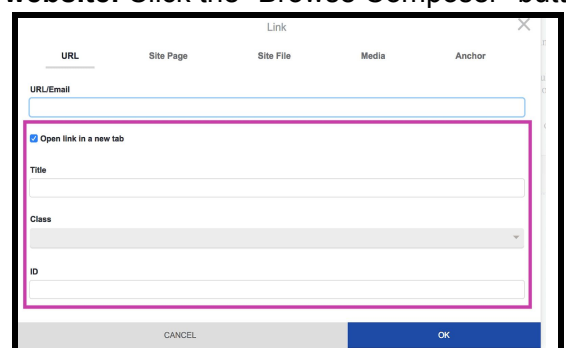 website. Click the "Browse Composer"
Link
URL Site Page Site File Media Anchor
URL/Email
Open link in a new tab
Title
Class
ID
CANCEL OK